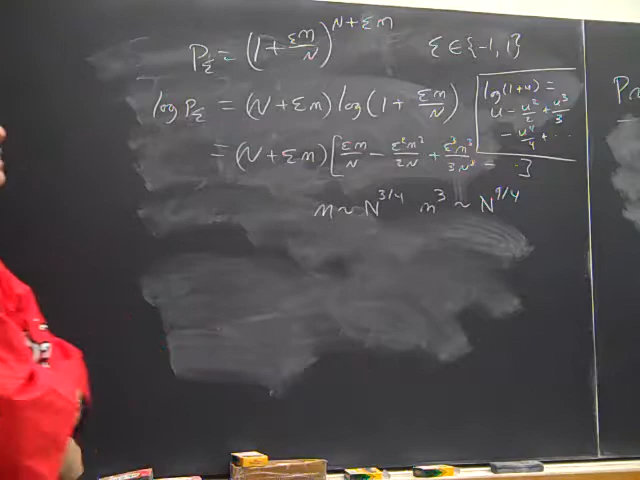 P_ε = (1 + εm/N)^{N+εm}   ε ∈ {-1, 1}
log P_ε = (N + εm) log(1 + εm/N)
log(1+u) =
u - u²/2 + u³/3
- u⁴/4 + ...
= (N + εm) [εm/N - ε²m²/2N + ε³m³/3N³ - ]
m ~ N^{3/4}   m³ ~ N^{9/4}